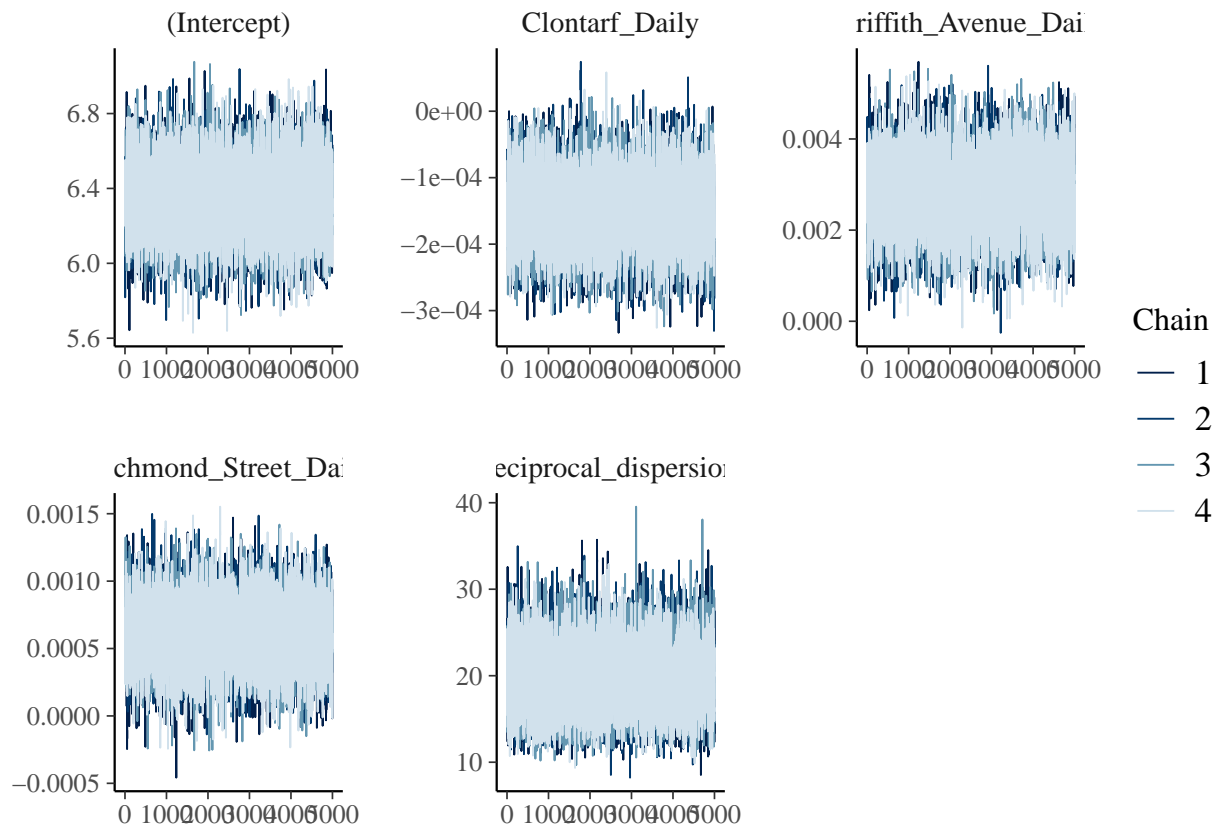 (Intercept)
Clontarf_Daily
riffith_Avenue_Dai
6.8
6.4
6.0
5.6
0 1000 2000 3000 4000 5000
0e+00
−1e−04
−2e−04
−3e−04
0 1000 2000 3000 4000 5000
0.004
0.002
0.000
0 1000 2000 3000 4000 5000
chmond_Street_Dai
eciprocal_dispersion
0.0015
0.0010
0.0005
0.0000
−0.0005
0 1000 2000 3000 4000 5000
40
30
20
10
0 1000 2000 3000 4000 5000
Chain
1
2
3
4